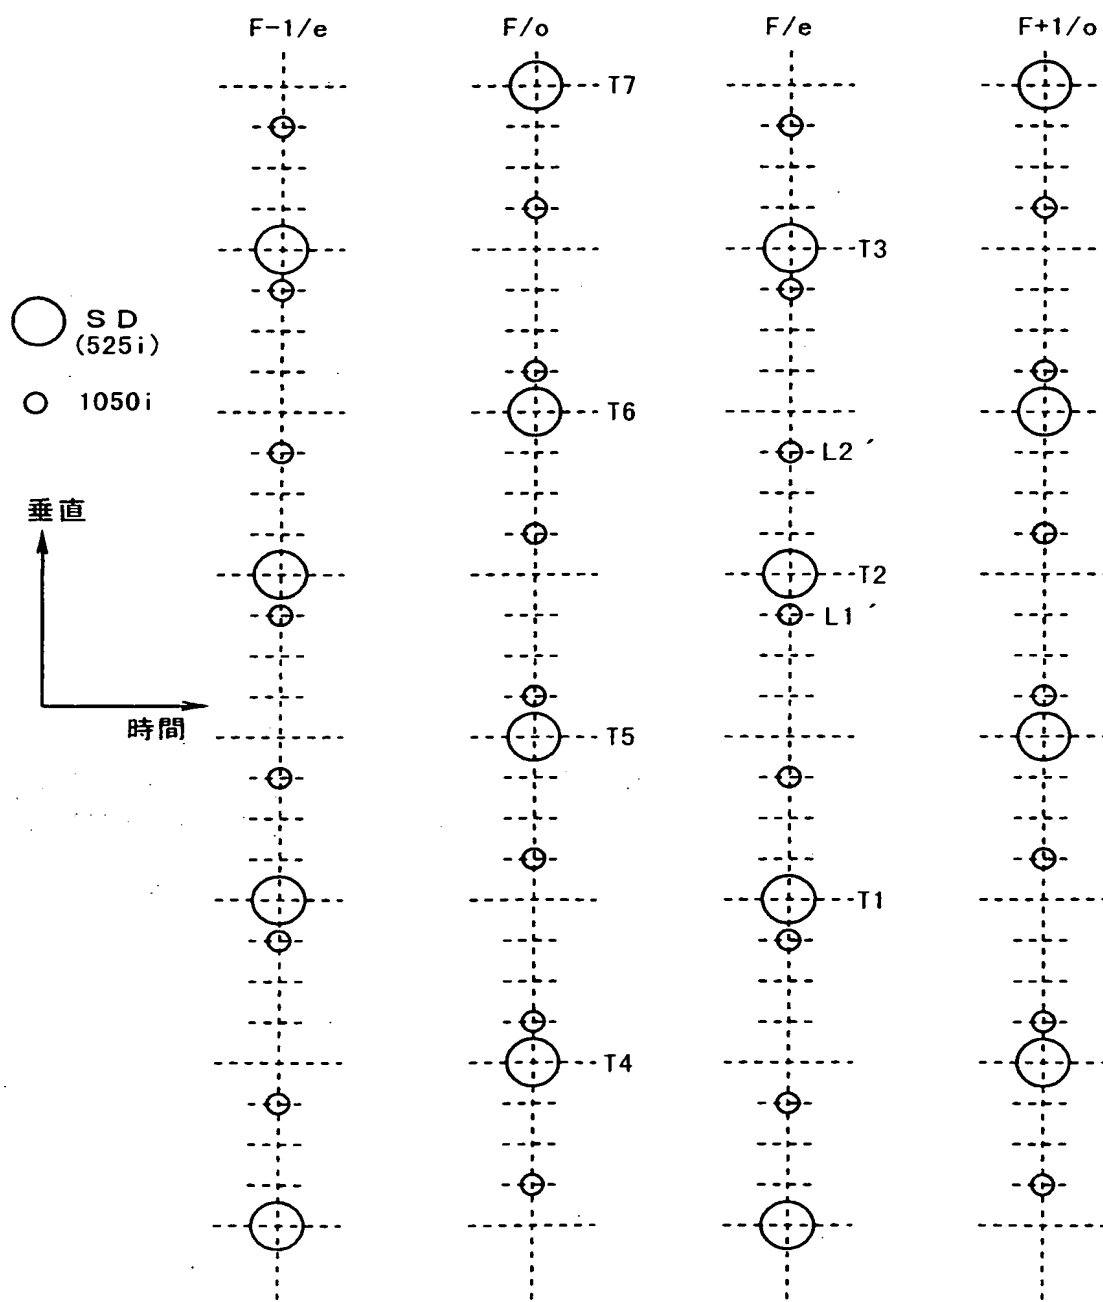 F-1/e F/o F/e F+1/o
T7
T3
SD
(525i)
1050i
T6
L2´
垂直
T2
L1´
時間
T5
T1
T4